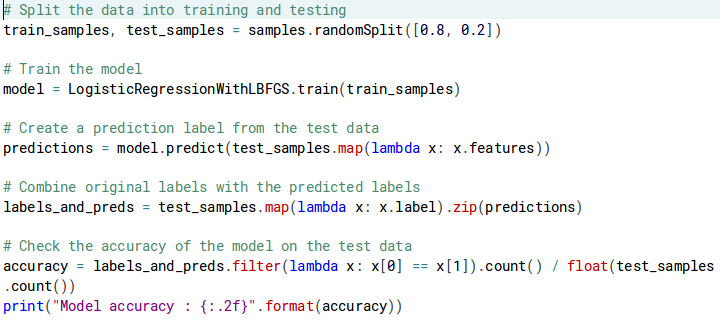 # Split the data into training and testing
train_samples, test_samples = samples.randomSplit([0.8, 0.2])
# Train the model
model = LogisticRegressionWithLBFGS.train(train_samples)
# Create a prediction label from the test data
predictions = model.predict(test_samples.map(lambda x: x.features))
# Combine original labels with the predicted labels
labels_and_preds = test_samples.map(lambda x: x.label).zip(predictions)
# Check the accuracy of the model on the test data
accuracy = labels_and_preds.filter(lambda x: x[0] == x[1]).count() / float(test_samples
.count())
print("Model accuracy : {:.2f}".format(accuracy))